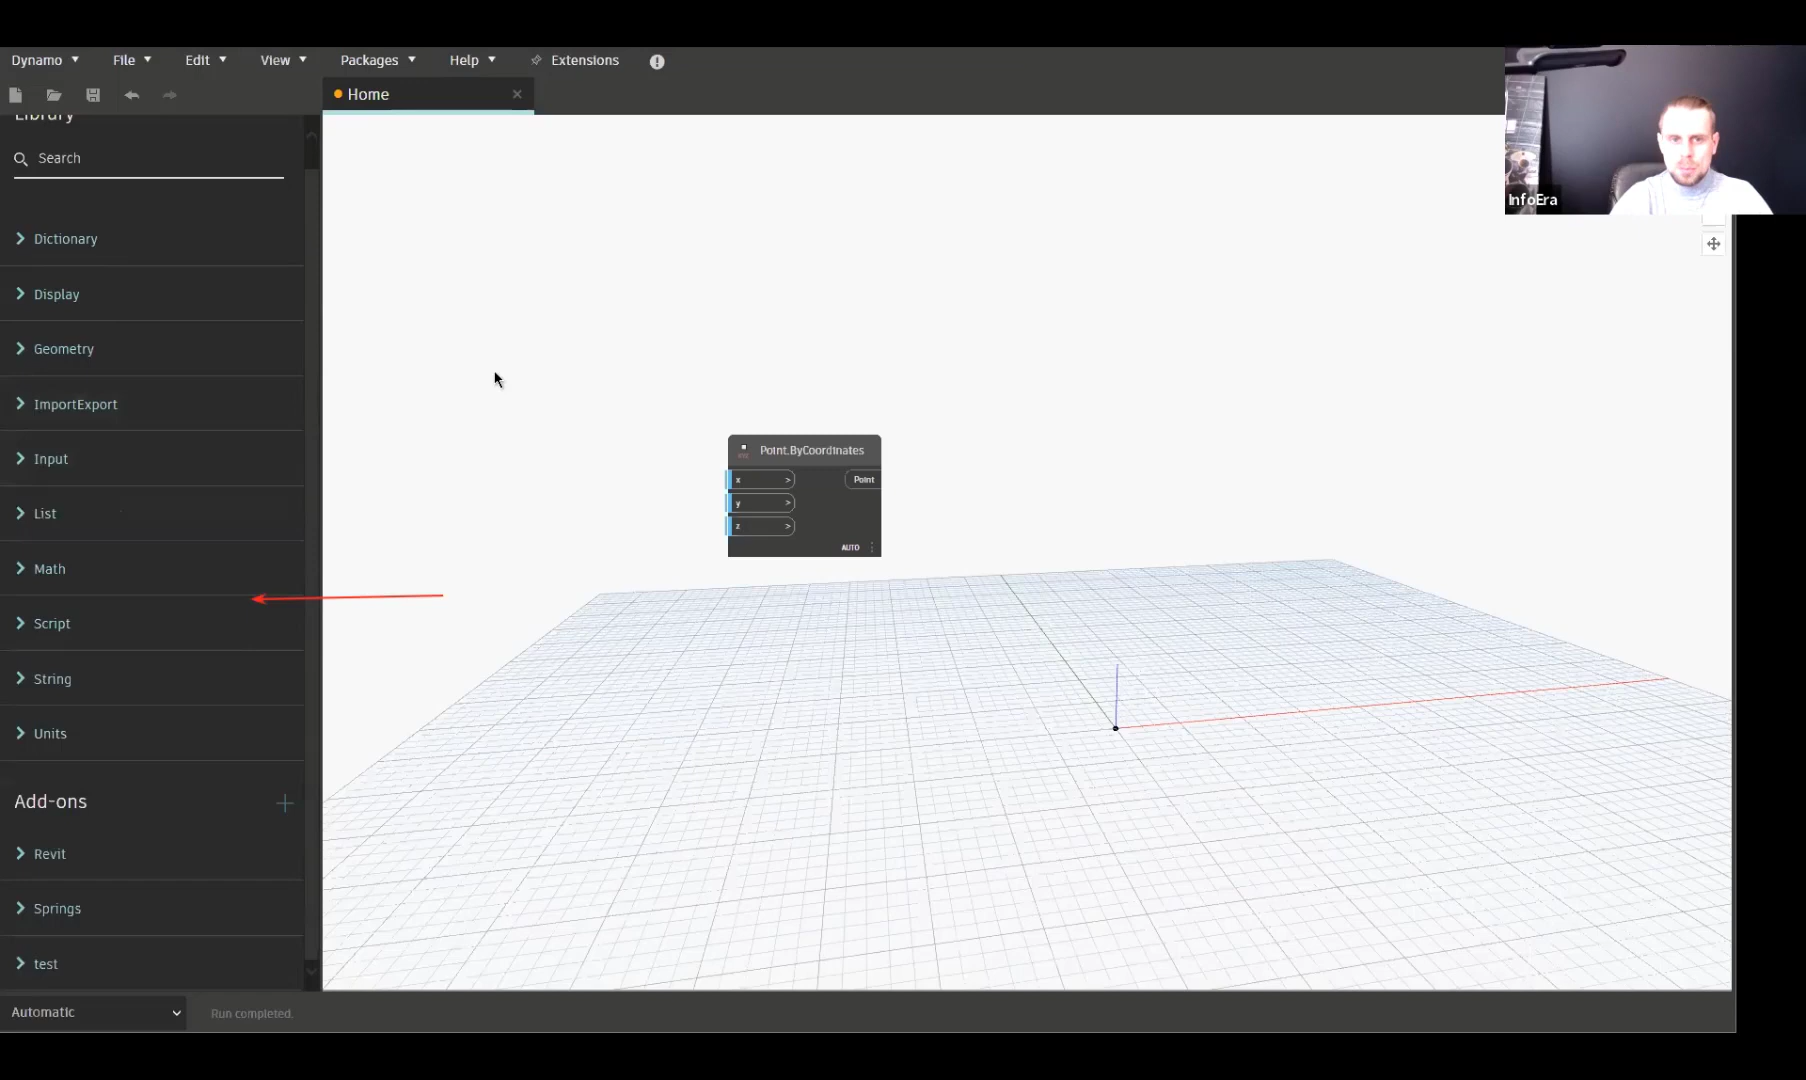 Dynamo
File
Edit
View
Packages
Help
Extensions
Home
Library
Search
Dictionary
Display
Geometry
ImportExport
Input
List
Math
Script
String
Units
Add-ons
Revit
Springs
test
Automatic
Run completed.
Point.ByCoordinates
x >
Point
y >
z >
AUTO
InfoEra